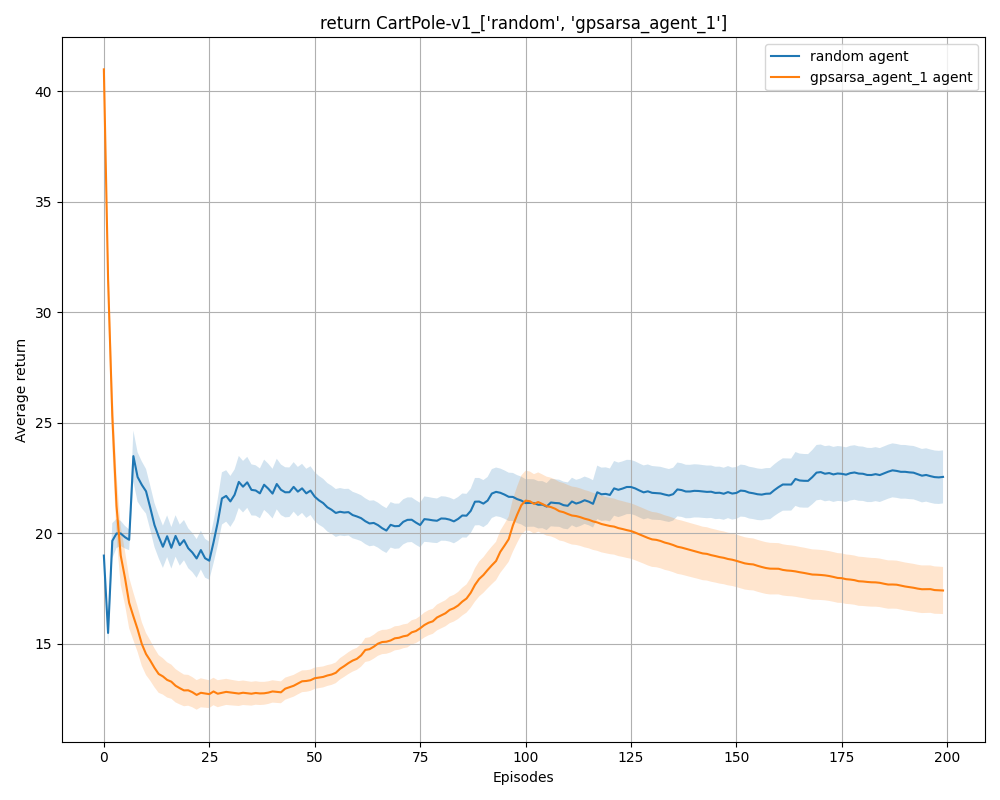 return CartPole-v1_['random', 'gpsarsa_agent_1']
random agent
gpsarsa_agent_1 agent
Average return
40
35
30
25
20
15
0 25 50 75 100 125 150 175 200
Episodes